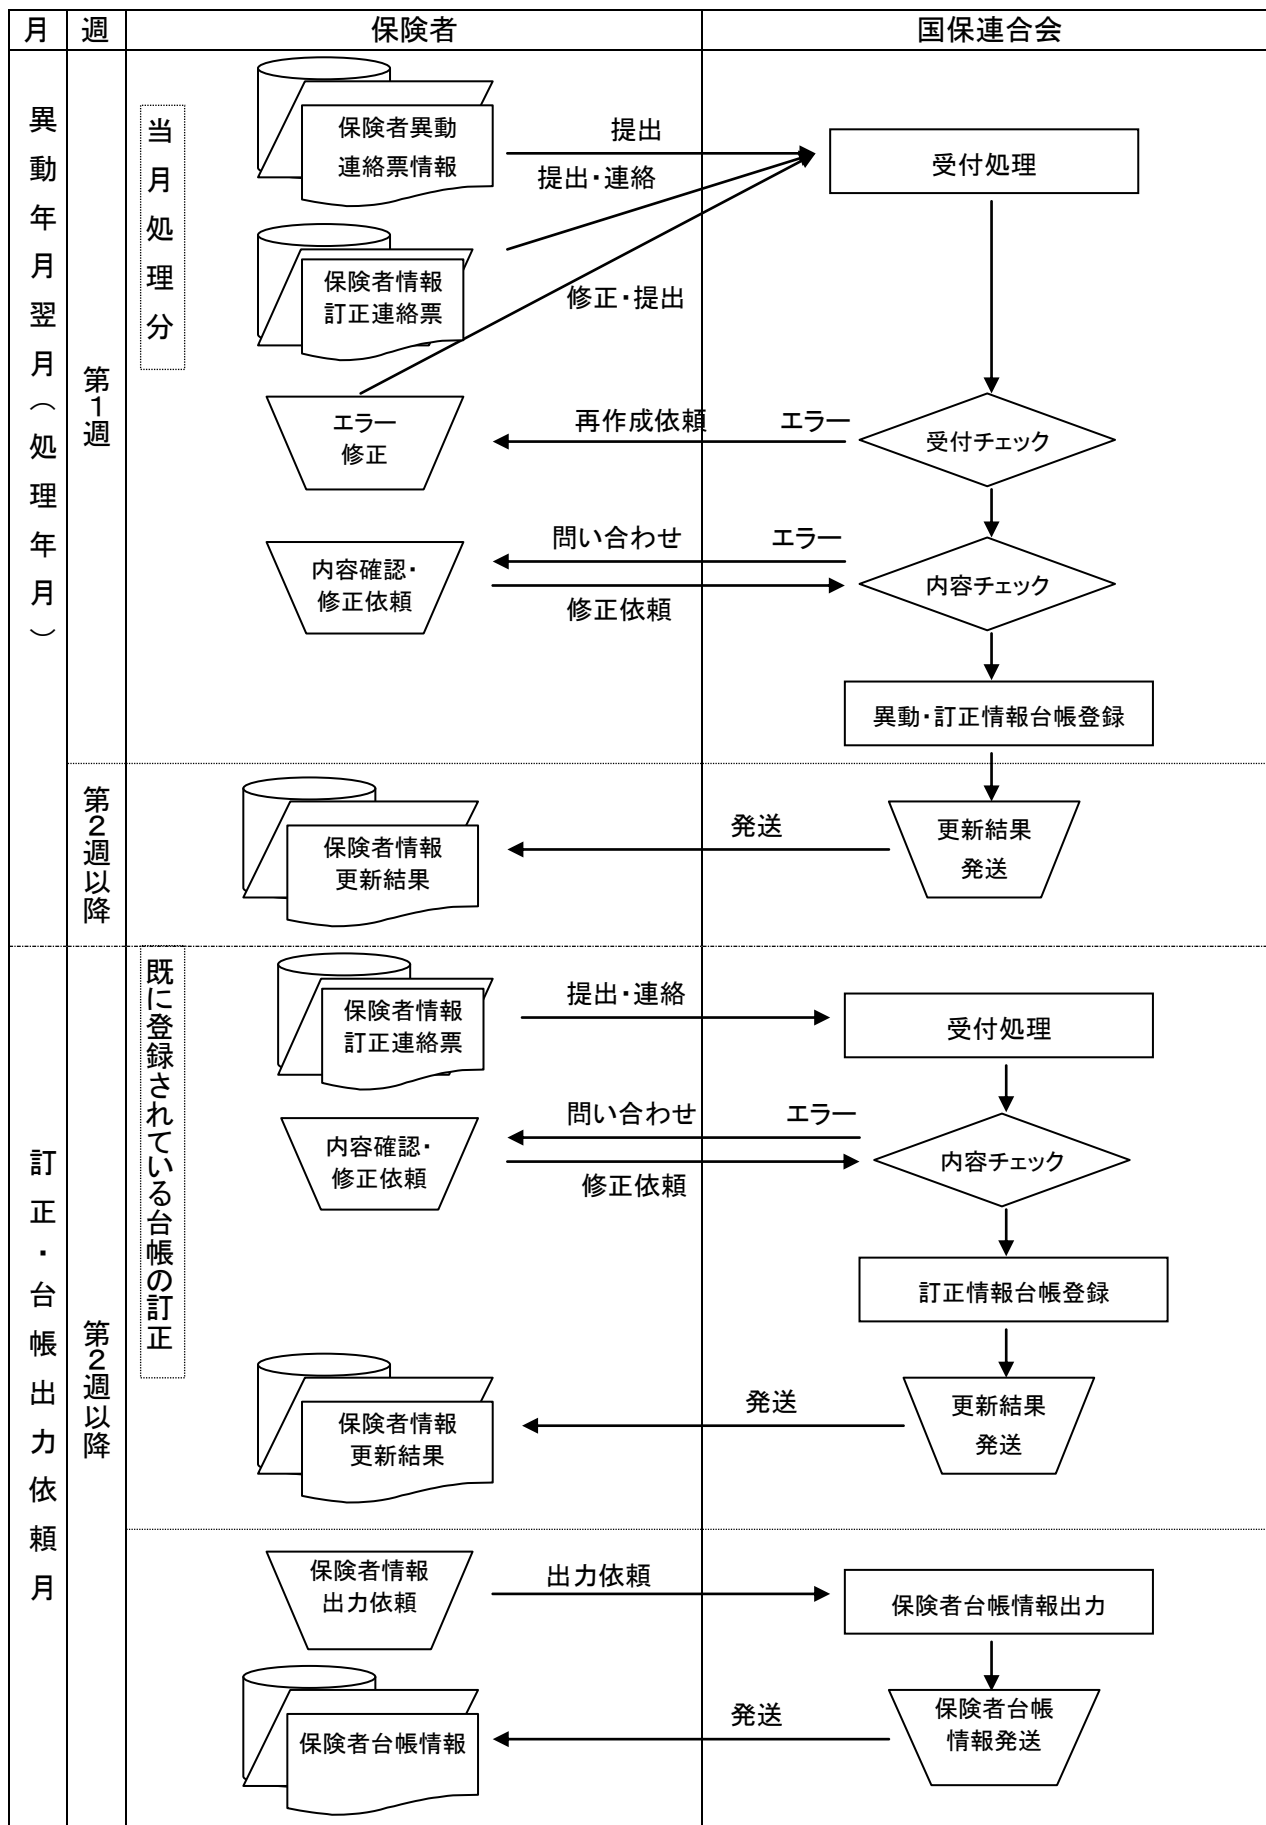 月
週
保険者
国保連合会
異動年月翌月（処理年月）
第1週
当月処理分
保険者異動
連絡票情報
提出
提出・連絡
受付処理
保険者情報
訂正連絡票
修正・提出
エラー
修正
再作成依頼
エラー
受付チェック
内容確認・
修正依頼
問い合わせ
エラー
修正依頼
内容チェック
異動・訂正情報台帳登録
第2週以降
保険者情報
更新結果
発送
更新結果
発送
訂正・台帳出力依頼月
第2週以降
既に登録されている台帳の訂正
保険者情報
訂正連絡票
提出・連絡
受付処理
内容確認・
修正依頼
問い合わせ
エラー
修正依頼
内容チェック
訂正情報台帳登録
保険者情報
更新結果
発送
更新結果
発送
保険者情報
出力依頼
出力依頼
保険者台帳情報出力
保険者台帳情報
発送
保険者台帳
情報発送